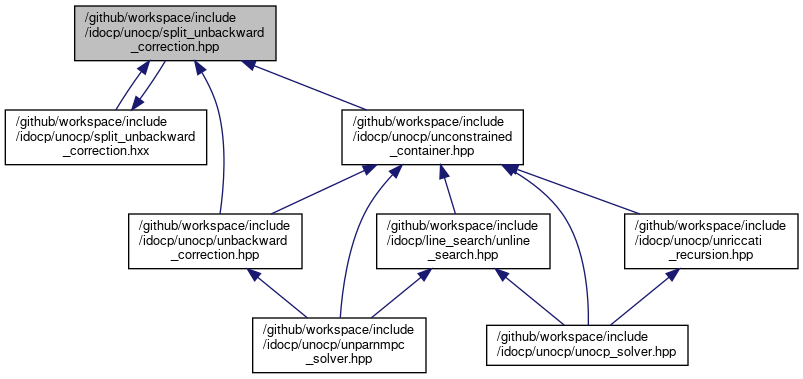 /github/workspace/include
/idocp/unocp/split_unbackward
_correction.hpp
/github/workspace/include
/idocp/unocp/split_unbackward
_correction.hxx
/github/workspace/include
/idocp/unocp/unconstrained
_container.hpp
/github/workspace/include
/idocp/unocp/unbackward
_correction.hpp
/github/workspace/include
/idocp/line_search/unline
_search.hpp
/github/workspace/include
/idocp/unocp/unriccati
_recursion.hpp
/github/workspace/include
/idocp/unocp/unparnmpc
_solver.hpp
/github/workspace/include
/idocp/unocp/unocp_solver.hpp